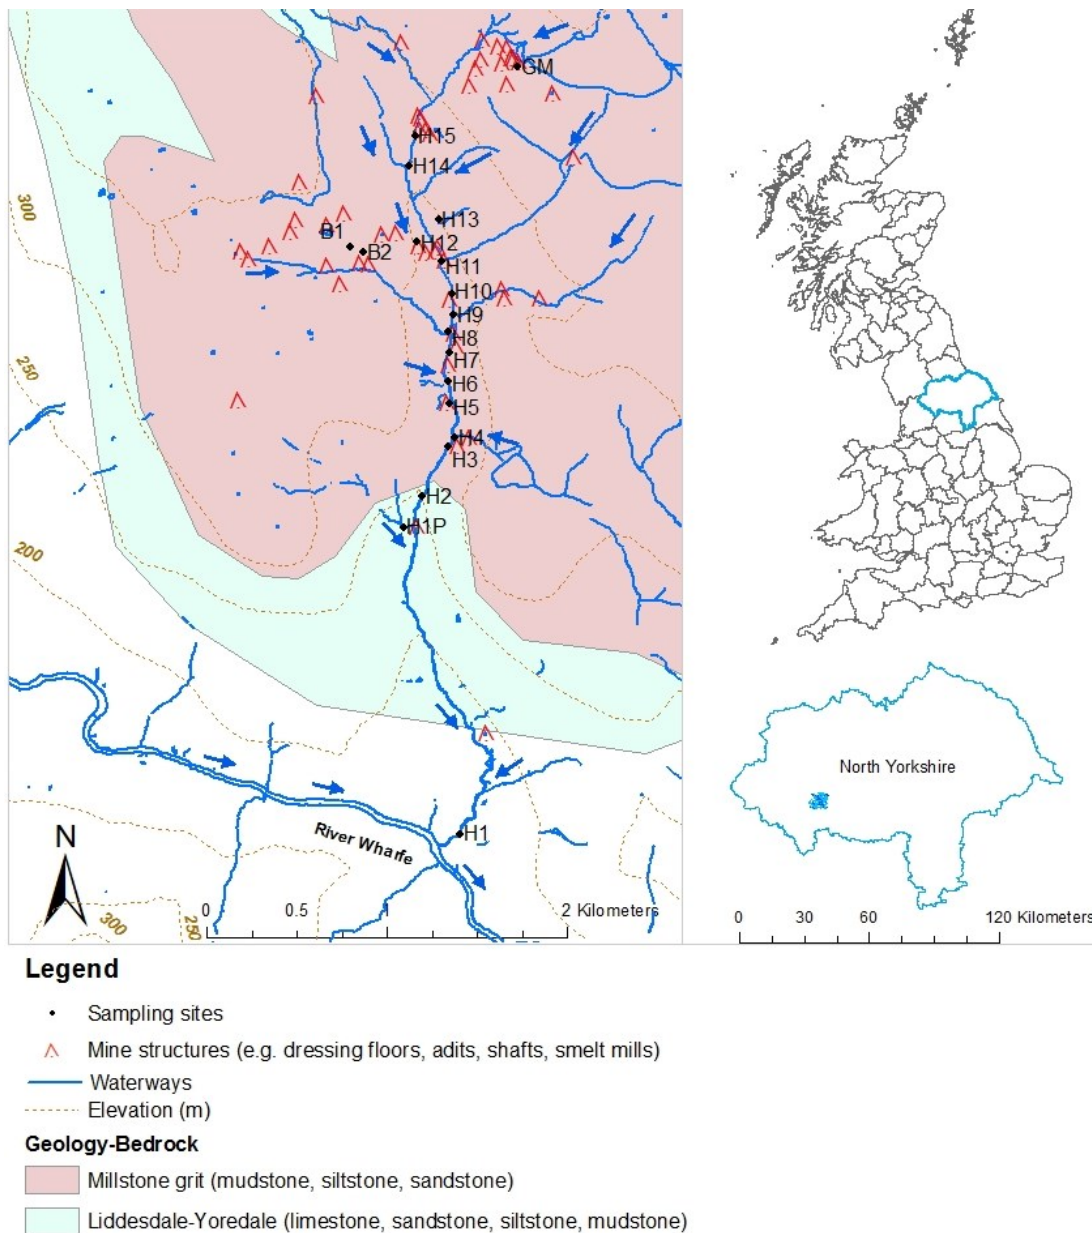 GM
H15
H14
300
H13
B1
H12
B2
H11
H10
H9
H8
H7
250
H6
H5
H4
H3
H2
H1P
200
North Yorkshire
H1
River Wharfe
N
300
250
0 0.5 1 2 Kilometers
0 30 60 120 Kilometers
Legend
Sampling sites
Mine structures (e.g. dressing floors, adits, shafts, smelt mills)
Waterways
Elevation (m)
Geology-Bedrock
Millstone grit (mudstone, siltstone, sandstone)
Liddesdale-Yoredale (limestone, sandstone, siltstone, mudstone)